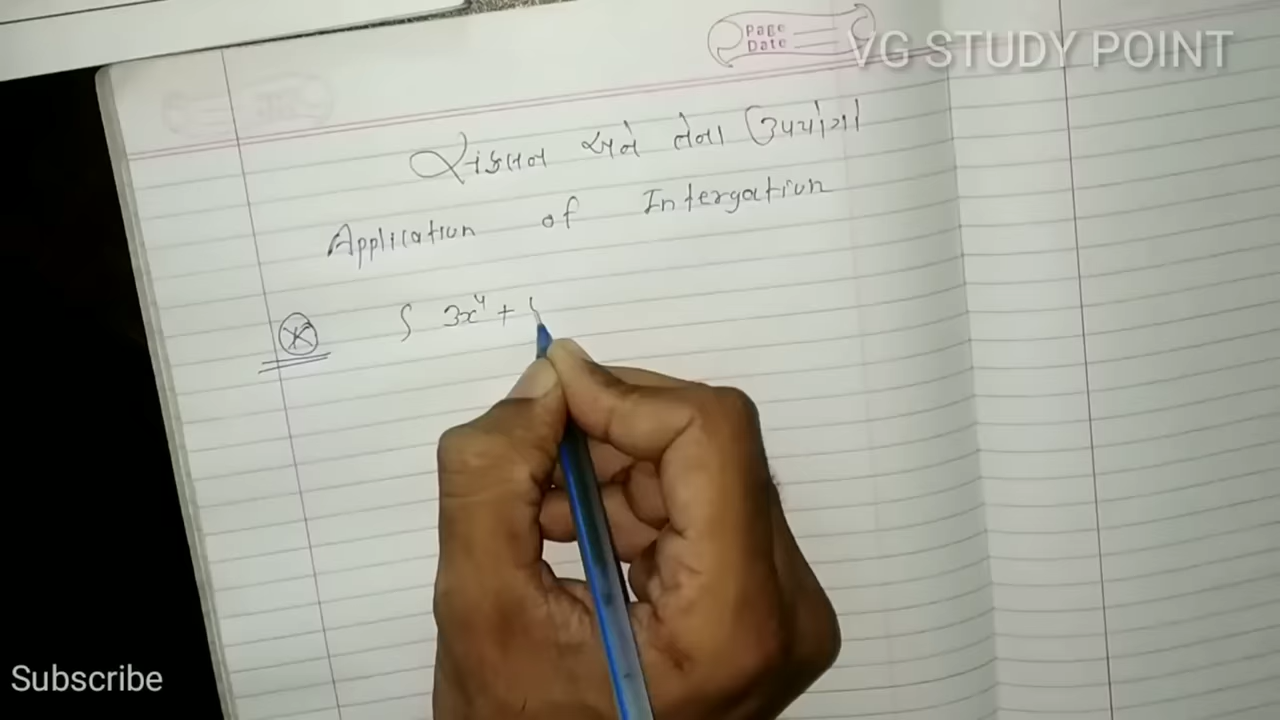 Page
Date
VG STUDY POINT
સંકલન અને તેના ઉપયોગો
Application of Intergation
∫ 3x⁴ +
Subscribe